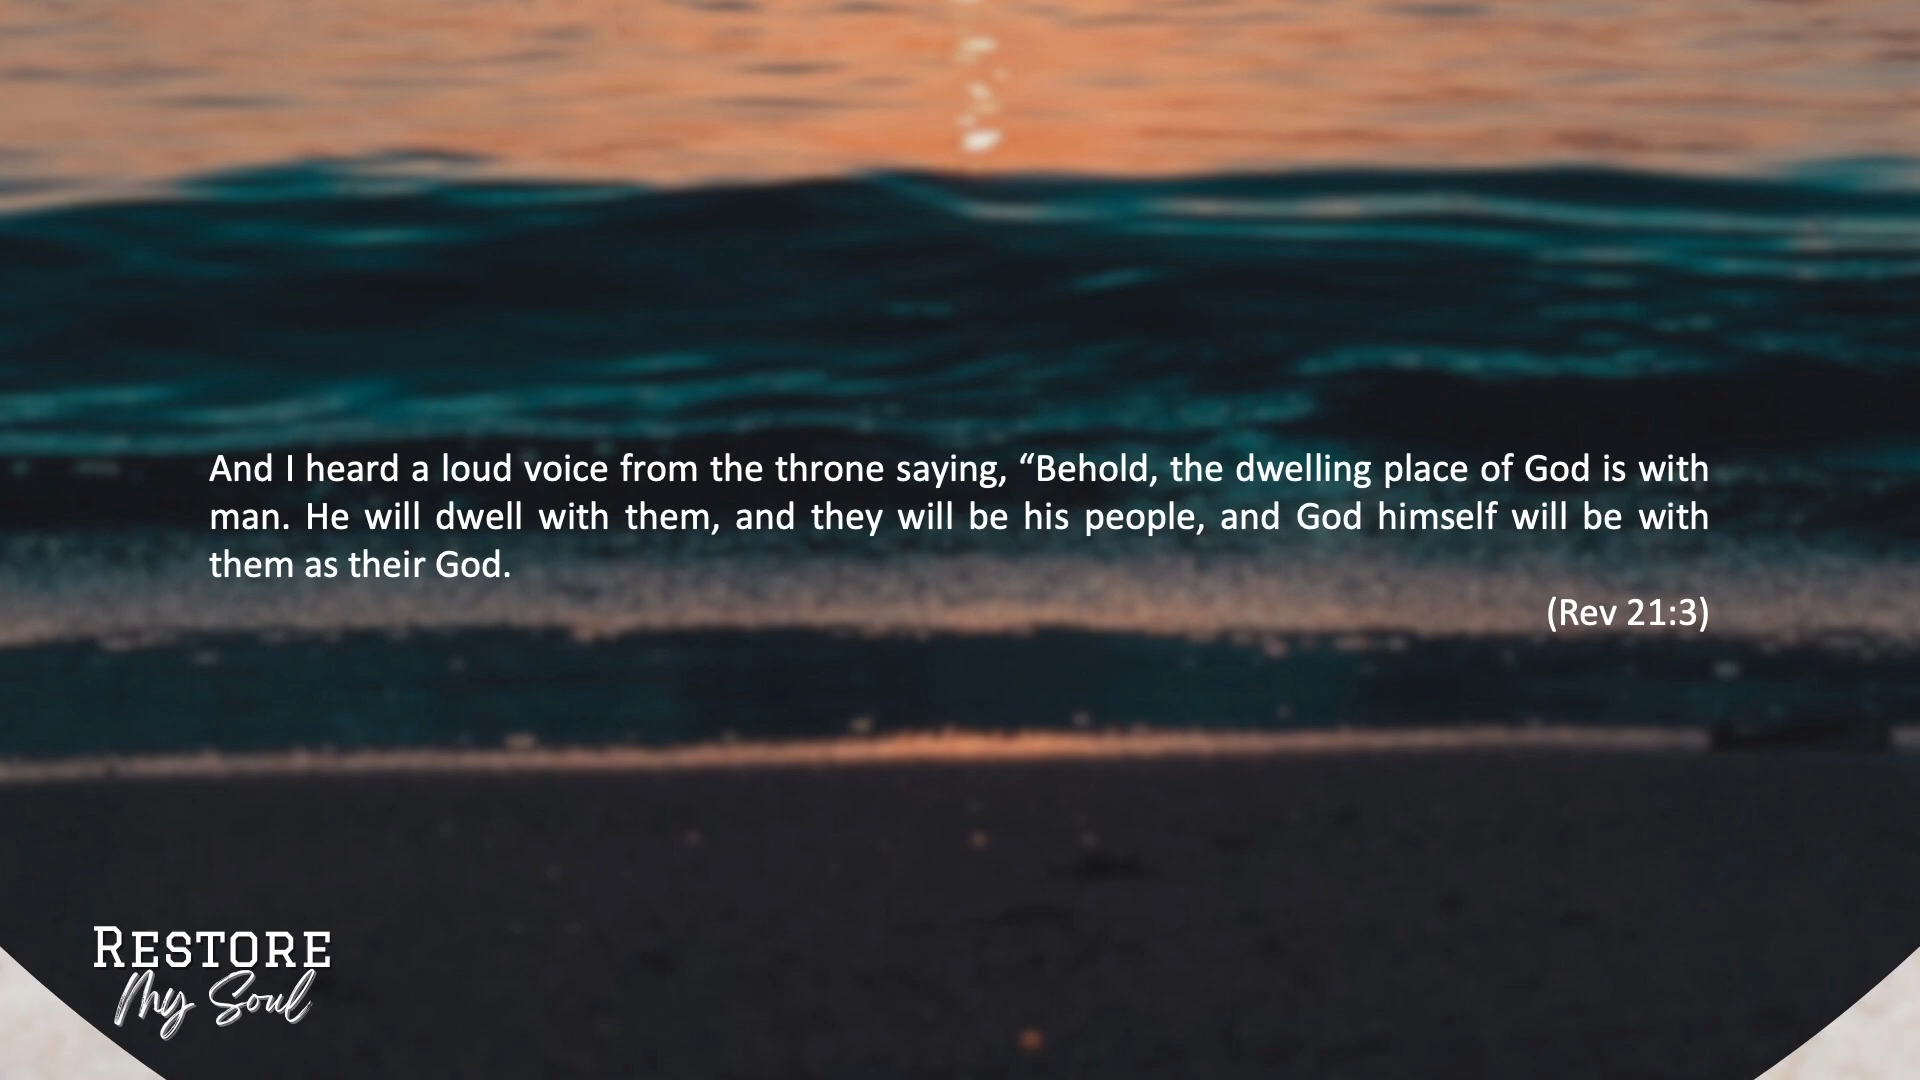 And I heard a loud voice from the throne saying, “Behold, the dwelling place of God is with
man. He will dwell with them, and they will be his people, and God himself will be with
them as their God.
(Rev 21:3)
RESTORE
My Soul